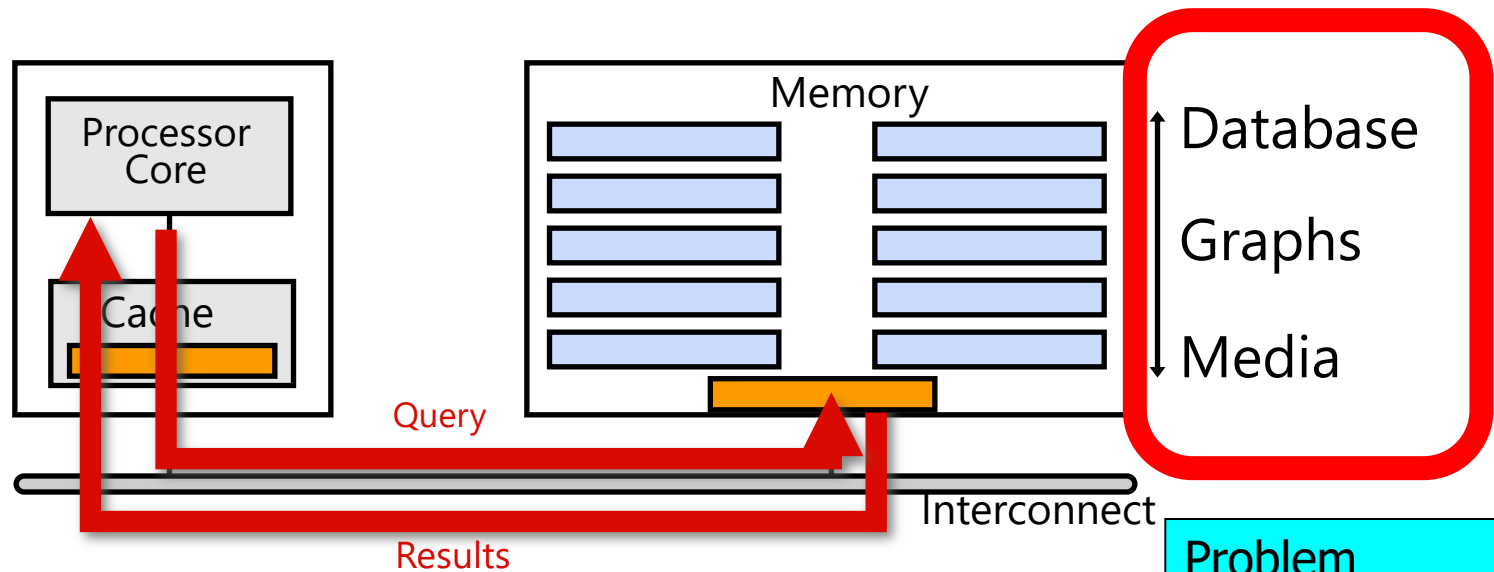 Memory
Processor
Core
Cache
Database
Graphs
Media
Query
Interconnect
Results
Problem